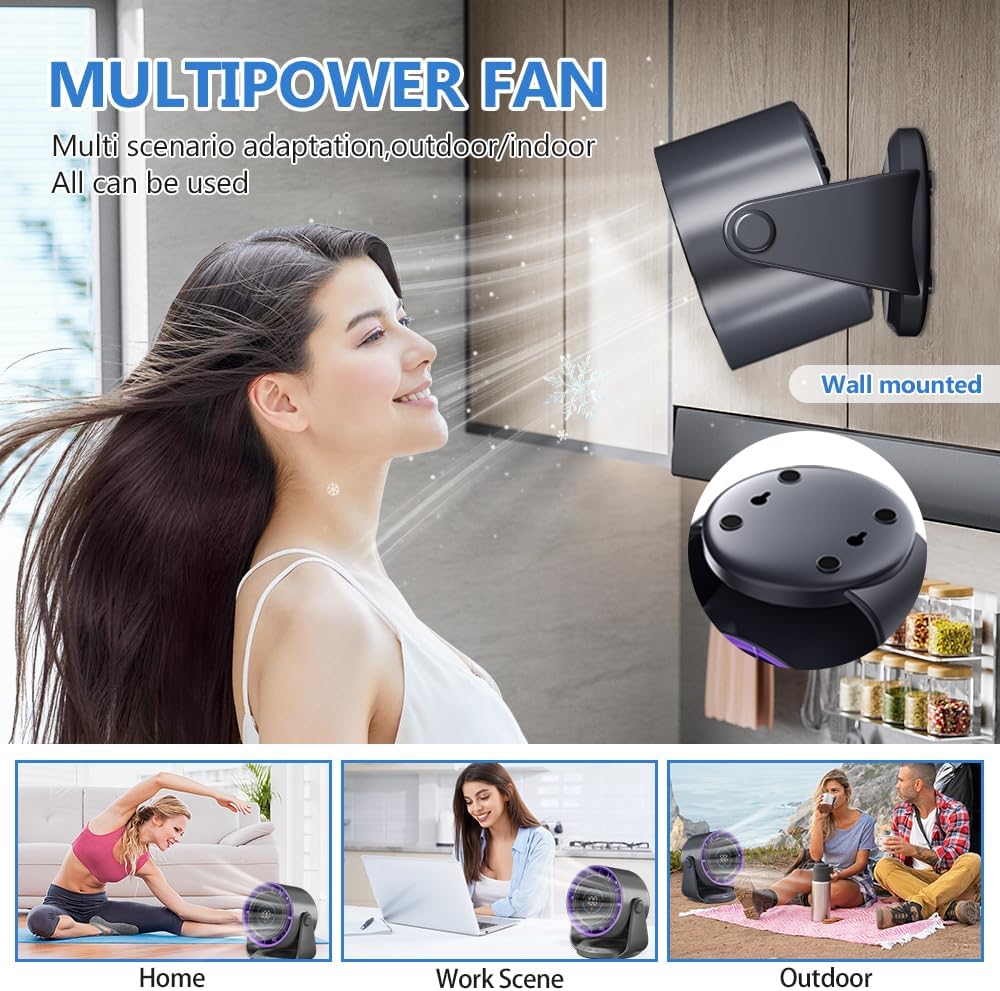 MULTIPOWER FAN
Multi scenario adaptation,outdoor/indoor
All can be used
Wall mounted
Home
Work Scene
Outdoor